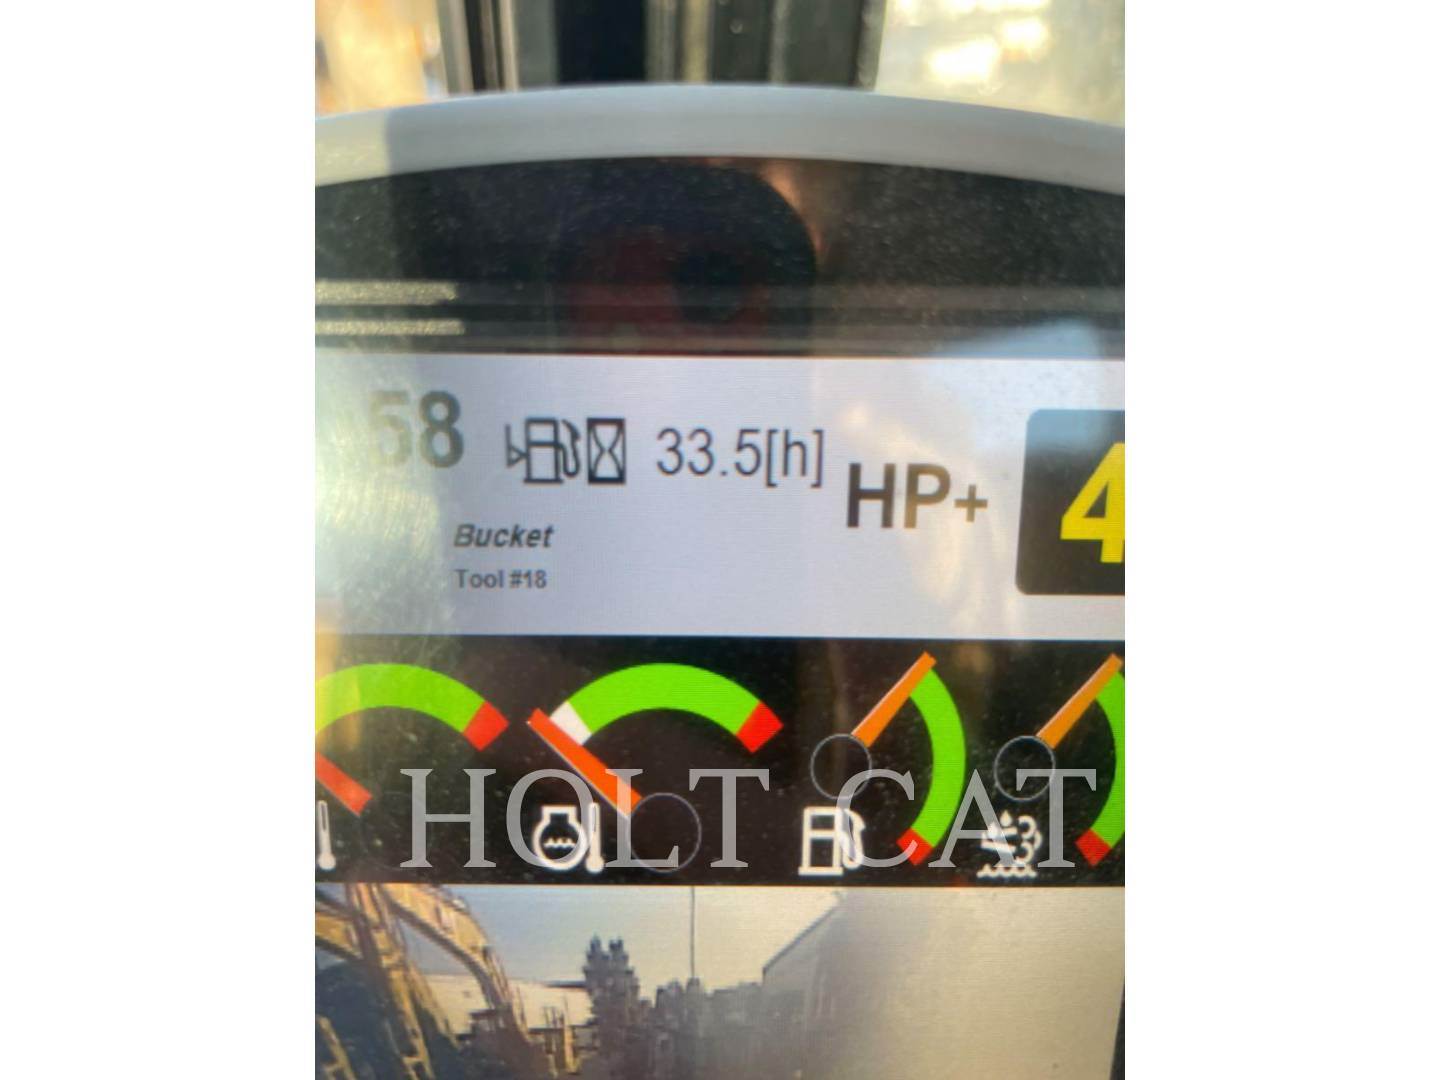 58
33.5[h]
HP+
4
Bucket
Tool #18
HOLT CAT